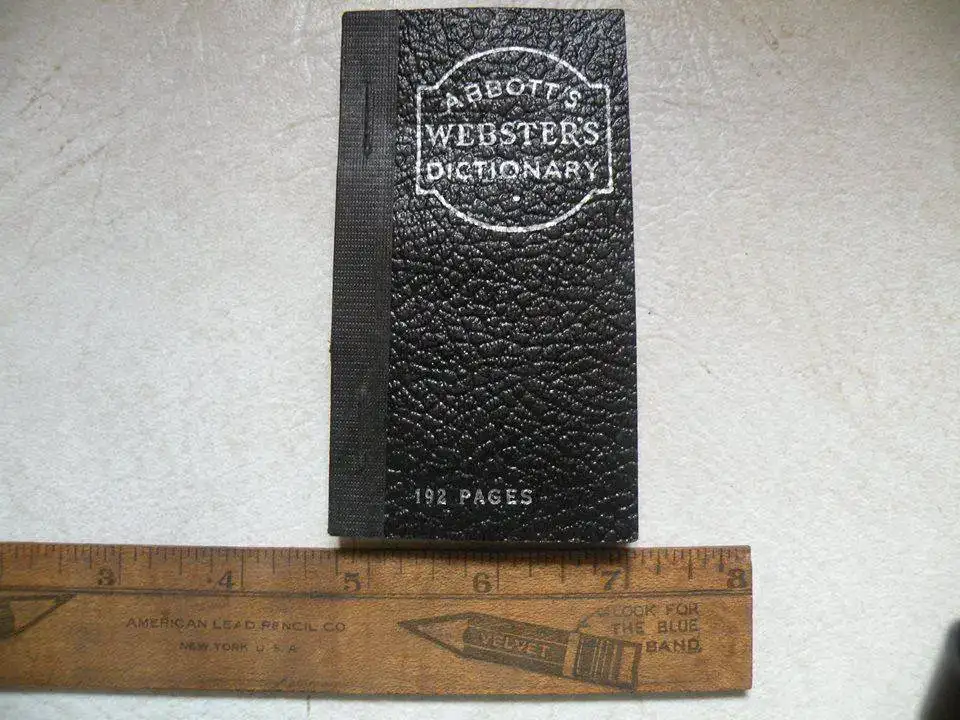 ABBOTT'S
WEBSTER'S
DICTIONARY
192 PAGES
3 4 5 6 7 8
AMERICAN LEAD PENCIL CO
NEW YORK U.S.A
VELVET
LOOK FOR
THE BLUE
BAND